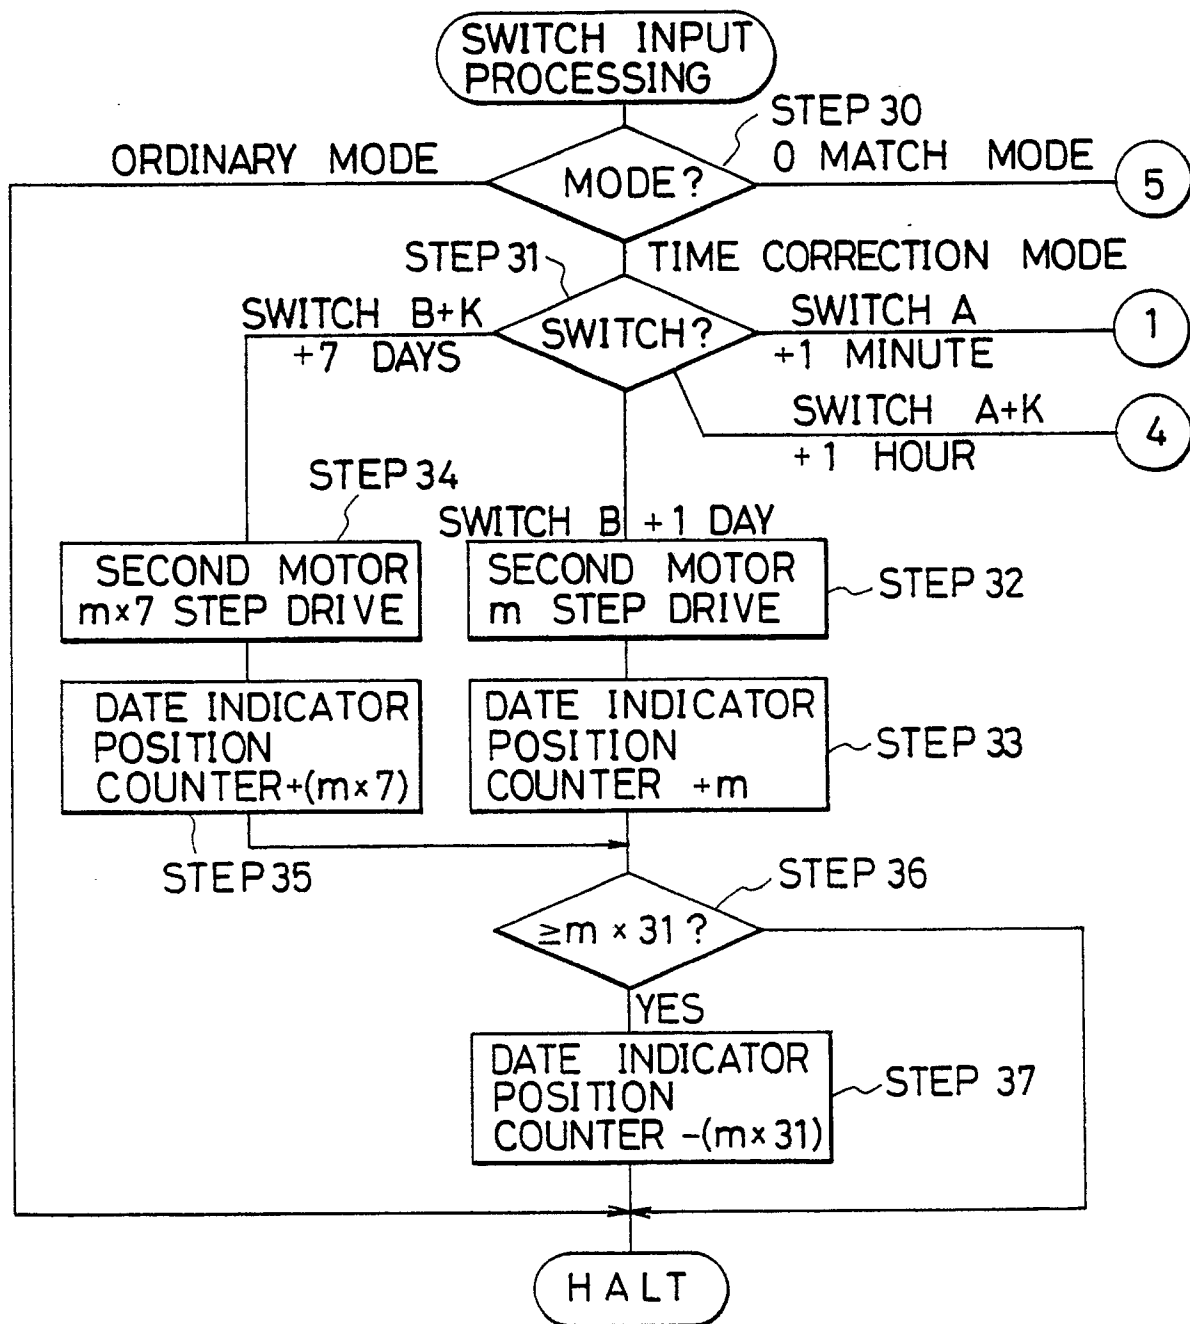 SWITCH INPUT
PROCESSING
STEP 30
ORDINARY MODE
0 MATCH MODE
MODE?
5
STEP 31
TIME CORRECTION MODE
SWITCH B+K
+7 DAYS
SWITCH?
SWITCH A
+1 MINUTE
1
SWITCH A+K
+1 HOUR
4
STEP 34
SWITCH B +1 DAY
SECOND MOTOR
m×7 STEP DRIVE
SECOND MOTOR
m STEP DRIVE
STEP 32
DATE INDICATOR
POSITION
COUNTER+(m×7)
DATE INDICATOR
POSITION
COUNTER +m
STEP 33
STEP 35
STEP 36
≥m × 31 ?
YES
DATE INDICATOR
POSITION
COUNTER -(m×31)
STEP 37
HALT